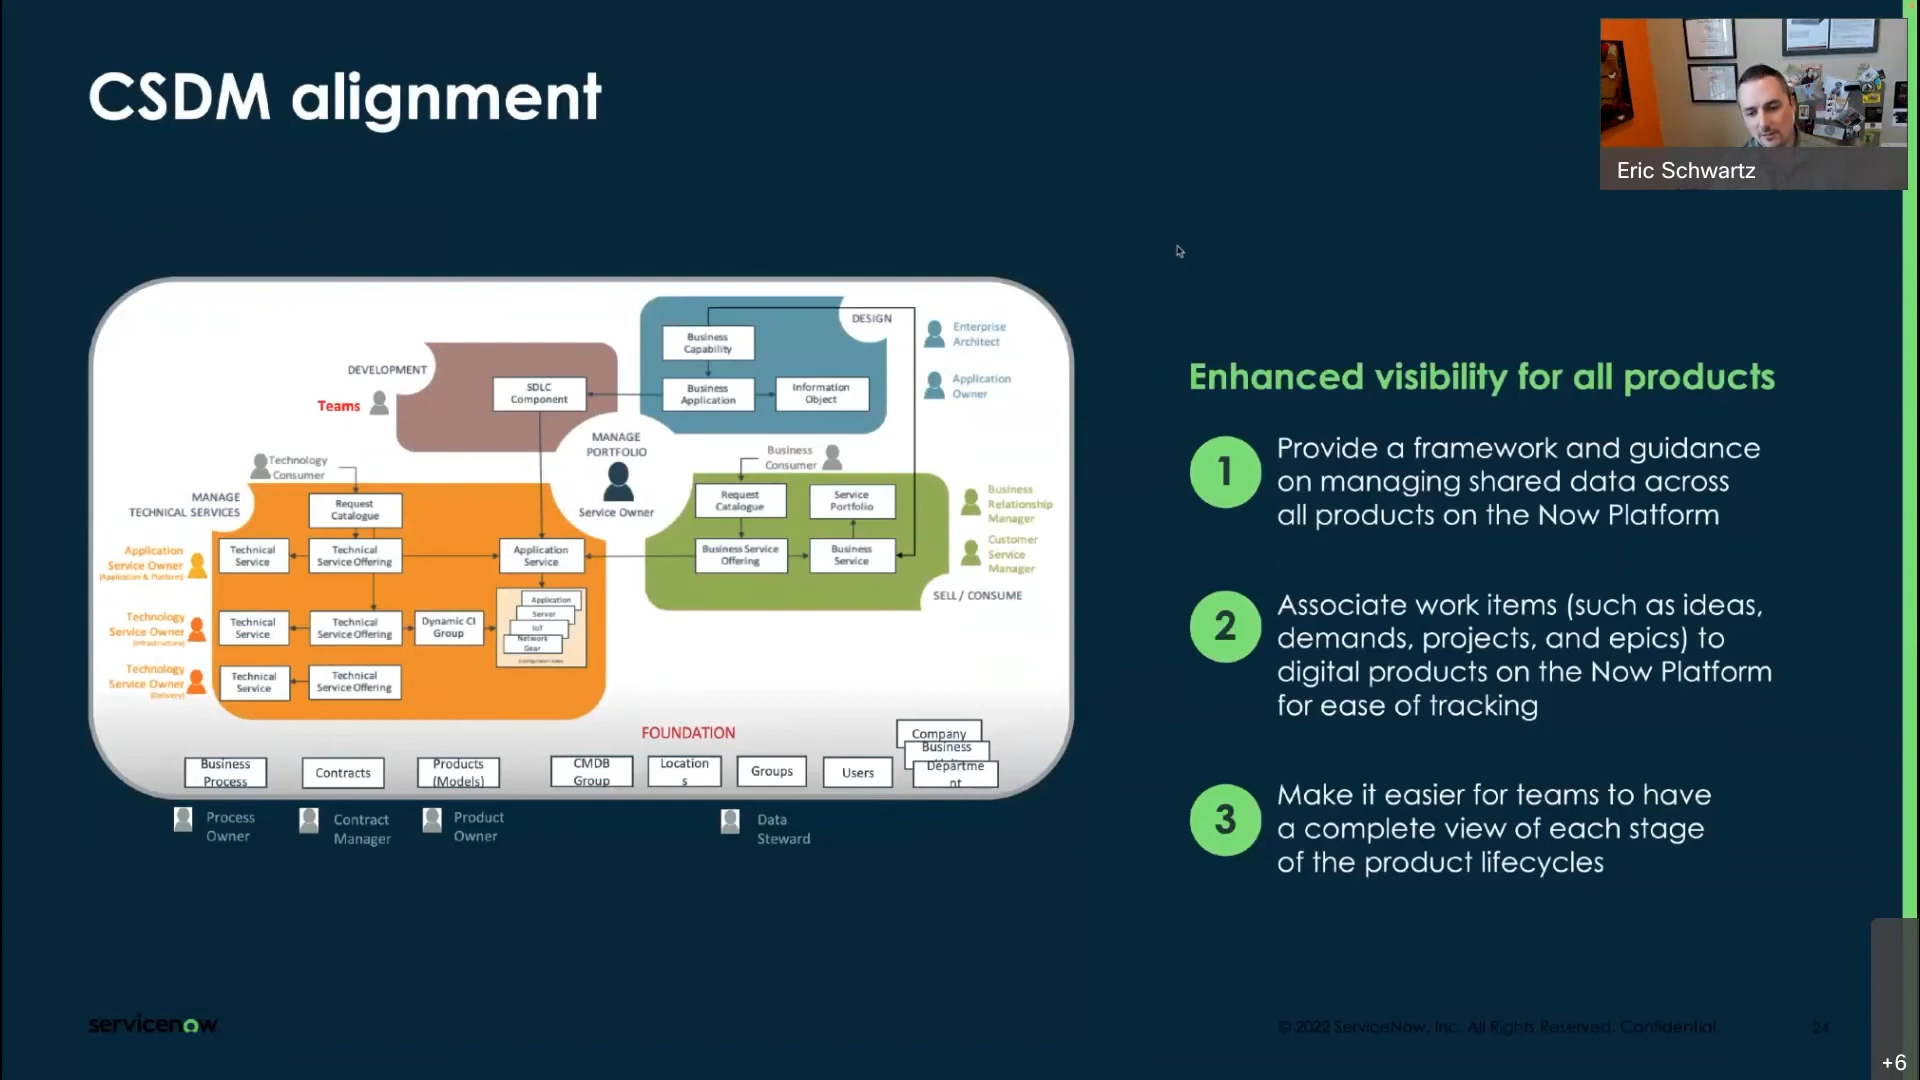 CSDM alignment
Eric Schwartz
DESIGN
Enterprise
Architect
Application
Owner
Business
Capability
Business
Application
Information
Object
DEVELOPMENT
Teams
SDLC
Component
MANAGE
PORTFOLIO
Service Owner
Technology
Consumer
MANAGE
TECHNICAL SERVICES
Request
Catalogue
Application
Service Owner
(Application & Platform)
Technical
Service
Technical
Service Offering
Application
Service
Technology
Service Owner
(Infrastructure)
Technical
Service
Technical
Service Offering
Dynamic CI
Group
Application
Server
IoT
Network
Gear
Technology
Service Owner
(Delivery)
Technical
Service
Technical
Service Offering
Business
Consumer
Request
Catalogue
Service
Portfolio
Business Service
Offering
Business
Service
Business
Relationship
Manager
Customer
Service
Manager
SELL / CONSUME
FOUNDATION
Business
Process
Contracts
Products
(Models)
CMDB
Group
Location
s
Groups
Users
Company
Business
Departme
nt
Process
Owner
Contract
Manager
Product
Owner
Data
Steward
Enhanced visibility for all products
1
Provide a framework and guidance
on managing shared data across
all products on the Now Platform
2
Associate work items (such as ideas,
demands, projects, and epics) to
digital products on the Now Platform
for ease of tracking
3
Make it easier for teams to have
a complete view of each stage
of the product lifecycles
servicenow
© 2022 ServiceNow, Inc. All Rights Reserved. Confidential.
24
+6